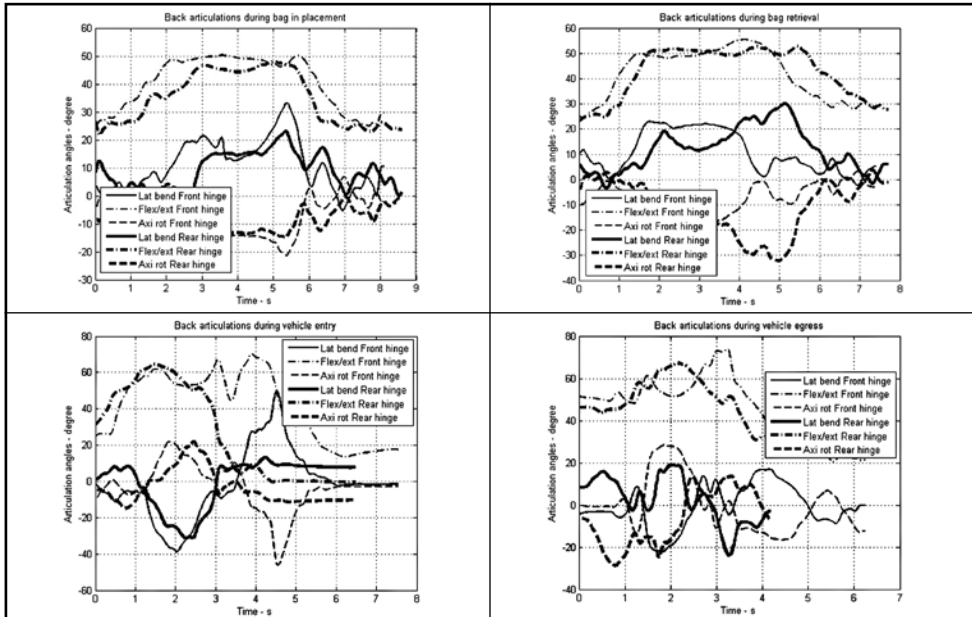 Back articulations during bag in placement
60
50
40
30
20
10
0
-10
-20
-30
Articulation angles - degree
Lat bend Front hinge
Flex/ext Front hinge
Axi rot Front hinge
Lat bend Rear hinge
Flex/ext Rear hinge
Axi rot Rear hinge
0 1 2 3 4 5 6 7 8 9
Time - s
Back articulations during bag retrieval
60
50
40
30
20
10
0
-10
-20
-30
-40
Articulation angles - degree
Lat bend Front hinge
Flex/ext Front hinge
Axi rot Front hinge
Lat bend Rear hinge
Flex/ext Rear hinge
Axi rot Rear hinge
0 1 2 3 4 5 6 7 8
Time - s
Back articulations during vehicle entry
80
60
40
20
0
-20
-40
-60
Articulation angles - degree
Lat bend Front hinge
Flex/ext Front hinge
Axi rot Front hinge
Lat bend Rear hinge
Flex/ext Rear hinge
Axi rot Rear hinge
0 1 2 3 4 5 6 7 8
Time - s
Back articulations during vehicle egress
80
60
40
20
0
-20
-40
Articulation angles - degree
Lat bend Front hinge
Flex/ext Front hinge
Axi rot Front hinge
Lat bend Rear hinge
Flex/ext Rear hinge
Axi rot Rear hinge
0 1 2 3 4 5 6 7
Time - s